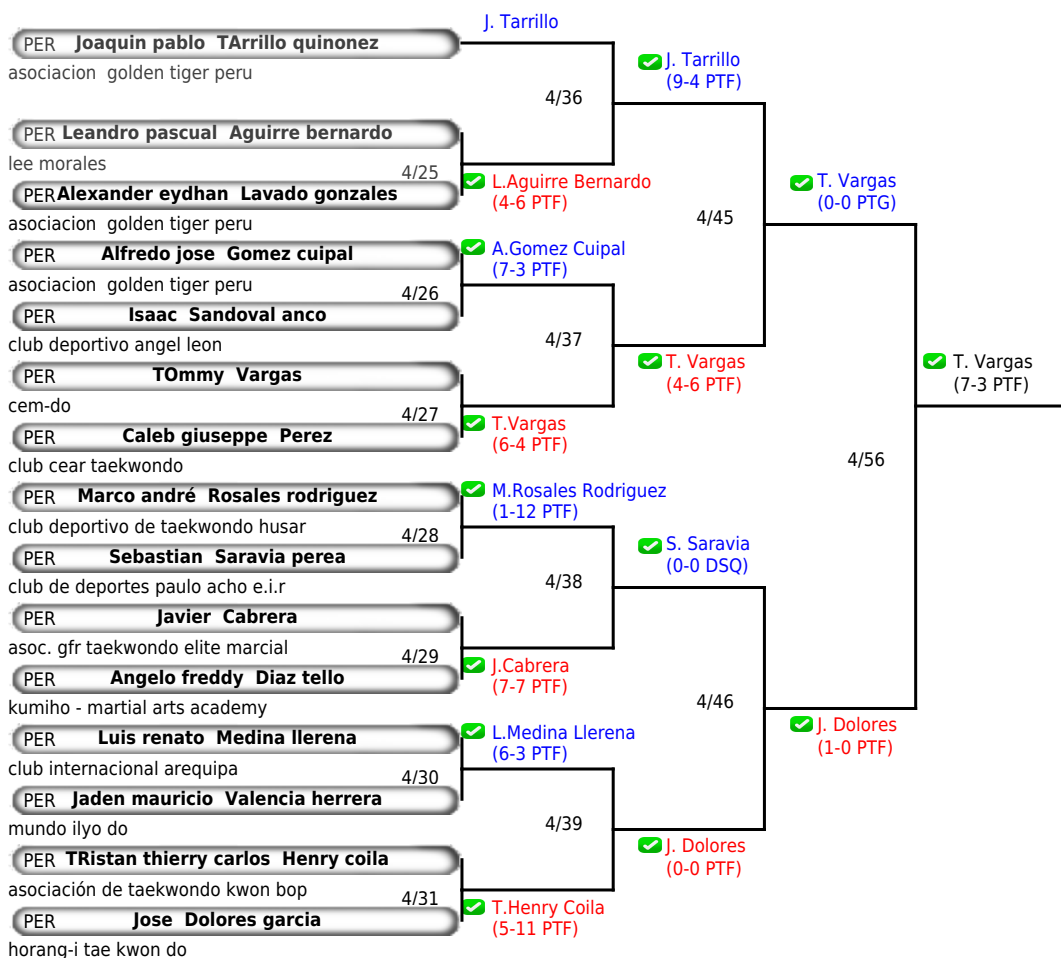 J. Tarrillo
PER Joaquin pablo TArrillo quinonez
asociacion golden tiger peru
J. Tarrillo
(9-4 PTF)
4/36
PER Leandro pascual Aguirre bernardo
lee morales
4/25
PER Alexander eydhan Lavado gonzales
asociacion golden tiger peru
L.Aguirre Bernardo
(4-6 PTF)
T. Vargas
(0-0 PTG)
4/45
PER Alfredo jose Gomez cuipal
asociacion golden tiger peru
A.Gomez Cuipal
(7-3 PTF)
4/26
PER Isaac Sandoval anco
club deportivo angel leon
4/37
PER TOmmy Vargas
cem-do
T. Vargas
(4-6 PTF)
T. Vargas
(7-3 PTF)
4/27
PER Caleb giuseppe Perez
club cear taekwondo
T.Vargas
(6-4 PTF)
4/56
PER Marco andré Rosales rodriguez
club deportivo de taekwondo husar
M.Rosales Rodriguez
(1-12 PTF)
4/28
PER Sebastian Saravia perea
club de deportes paulo acho e.i.r
S. Saravia
(0-0 DSQ)
4/38
PER Javier Cabrera
asoc. gfr taekwondo elite marcial
4/29
PER Angelo freddy Diaz tello
kumiho - martial arts academy
J.Cabrera
(7-7 PTF)
4/46
PER Luis renato Medina llerena
club internacional arequipa
L.Medina Llerena
(6-3 PTF)
J. Dolores
(1-0 PTF)
4/30
PER Jaden mauricio Valencia herrera
mundo ilyo do
4/39
PER TRistan thierry carlos Henry coila
asociación de taekwondo kwon bop
J. Dolores
(0-0 PTF)
4/31
PER Jose Dolores garcia
horang-i tae kwon do
T.Henry Coila
(5-11 PTF)